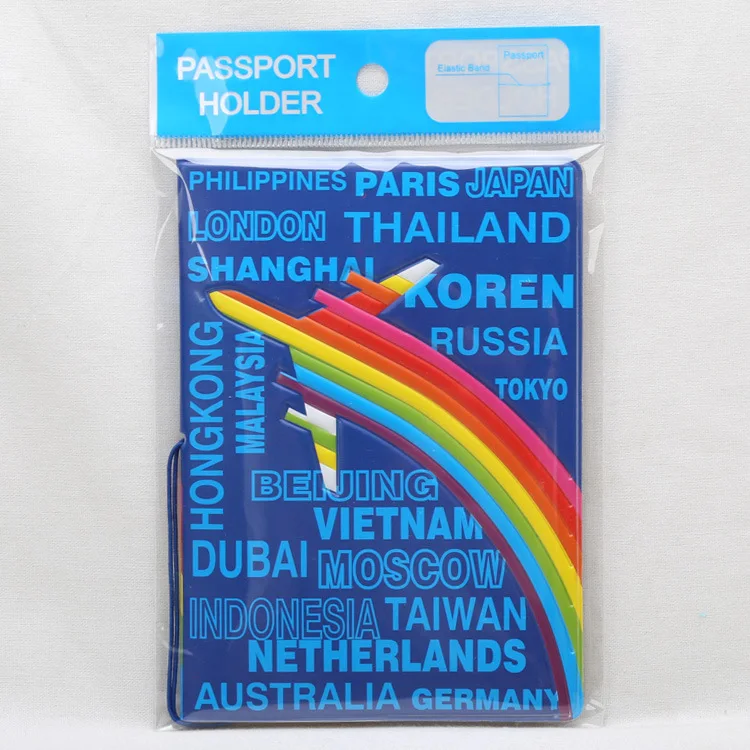 PASSPORT
HOLDER
Passport
Elastic Band
PHILIPPINES PARIS JAPAN
LONDON THAILAND
SHANGHAI
KOREN
RUSSIA
TOKYO
HONGKONG
MALAYSIA
BEIJING
VIETNAM
DUBAI MOSCOW
INDONESIA TAIWAN
NETHERLANDS
AUSTRALIA GERMANY